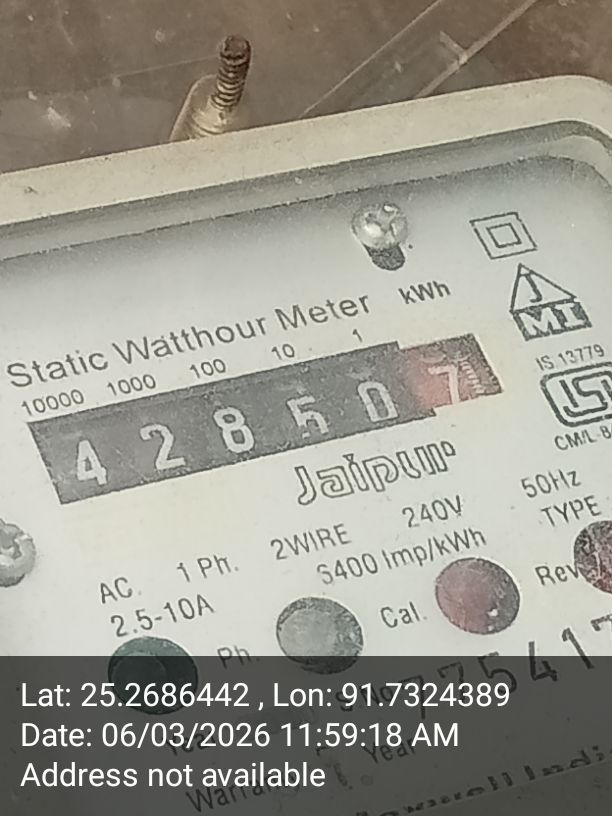 Static Watthour Meter kWh
10000 1000 100 10 1
4 2 8 5 0 7
J
MI
IS 13779
CM/L-8
Jaipur
AC. 1 Ph. 2WIRE 240V 50Hz
2.5-10A 6400 Imp/kWh TYPE
Ph. Cal. Rev.
Lat: 25.2686442 , Lon: 91.7324389
Date: 06/03/2026 11:59:18 AM
Address not available